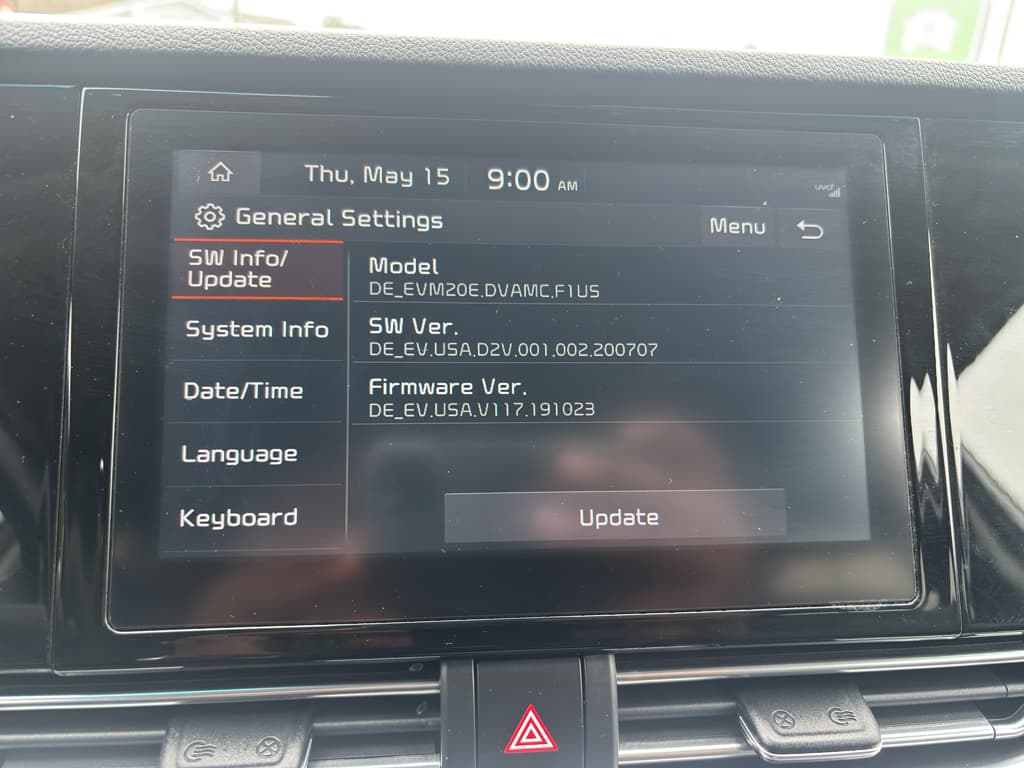 Thu, May 15 9:00 AM
UVO
General Settings Menu
SW Info/
Update
System Info
Date/Time
Language
Keyboard
Model
DE_EVM20E.DVAMC.F1US
SW Ver.
DE_EV.USA.D2V.001.002.200707
Firmware Ver.
DE_EV.USA.V117.191023
Update